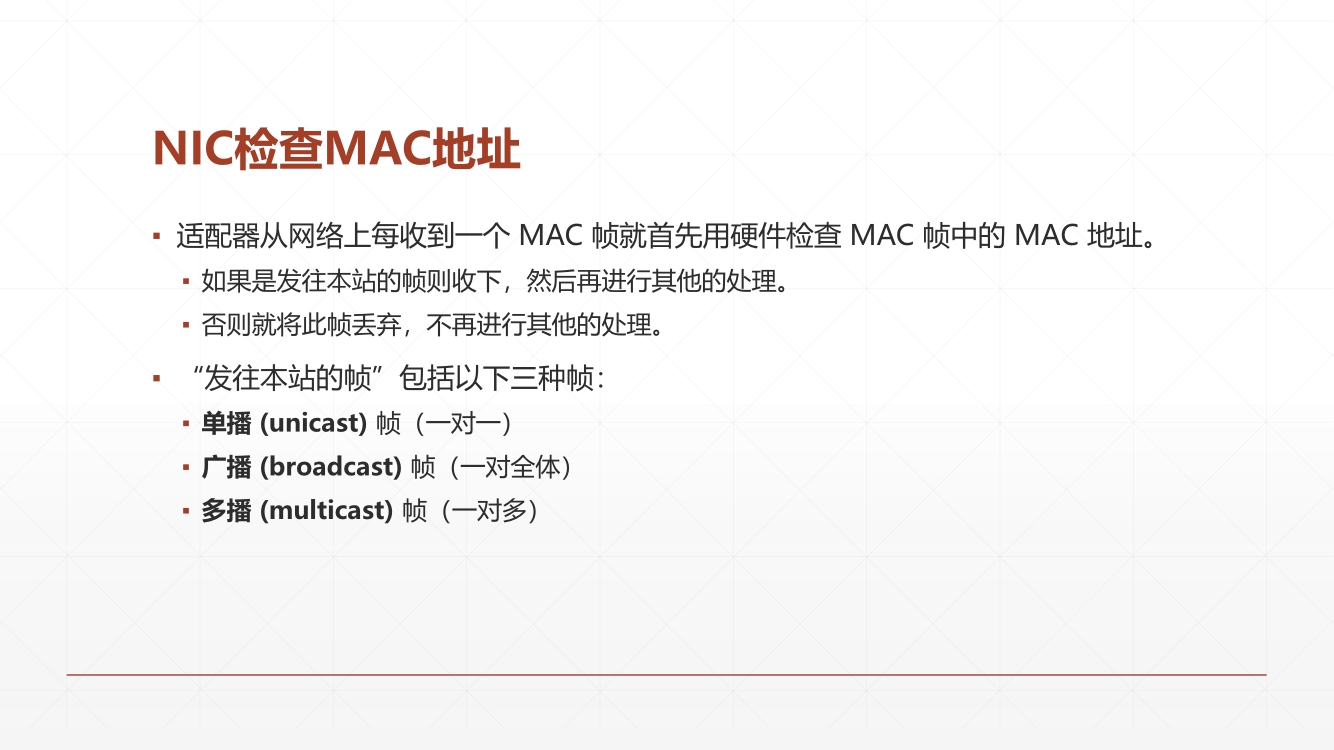 NIC检查MAC地址
▪ 适配器从网络上每收到一个 MAC 帧就首先用硬件检查 MAC 帧中的 MAC 地址。
▪ 如果是发往本站的帧则收下，然后再进行其他的处理。
▪ 否则就将此帧丢弃，不再进行其他的处理。
▪ “发往本站的帧”包括以下三种帧：
▪ 单播 (unicast) 帧（一对一）
▪ 广播 (broadcast) 帧（一对全体）
▪ 多播 (multicast) 帧（一对多）